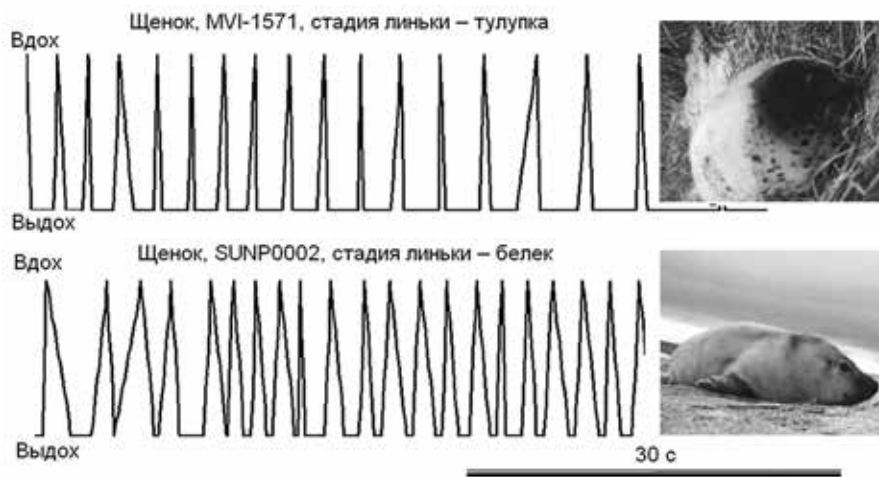 Щенок, MVI-1571, стадия линьки – тулупка
Вдох
Выдох
Щенок, SUNP0002, стадия линьки – белек
Вдох
Выдох
30 с